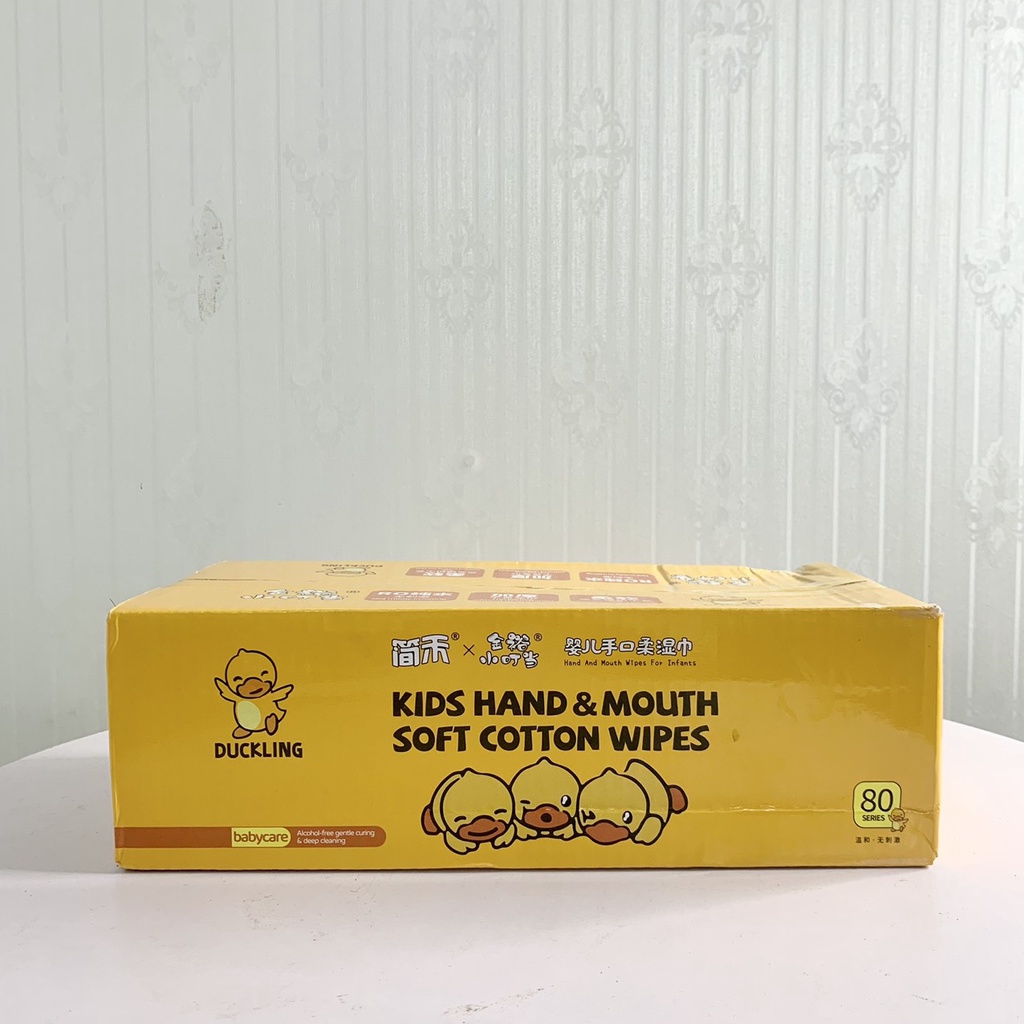 DUCKLING
简禾® × 金裕小叮当® 婴儿手口柔湿巾
Hand And Mouth Wipes For Infants
KIDS HAND & MOUTH
SOFT COTTON WIPES
DUCKLING
babycare
Alcohol-free gentle curing
& deep cleaning
80
SERIES
温和·无刺激